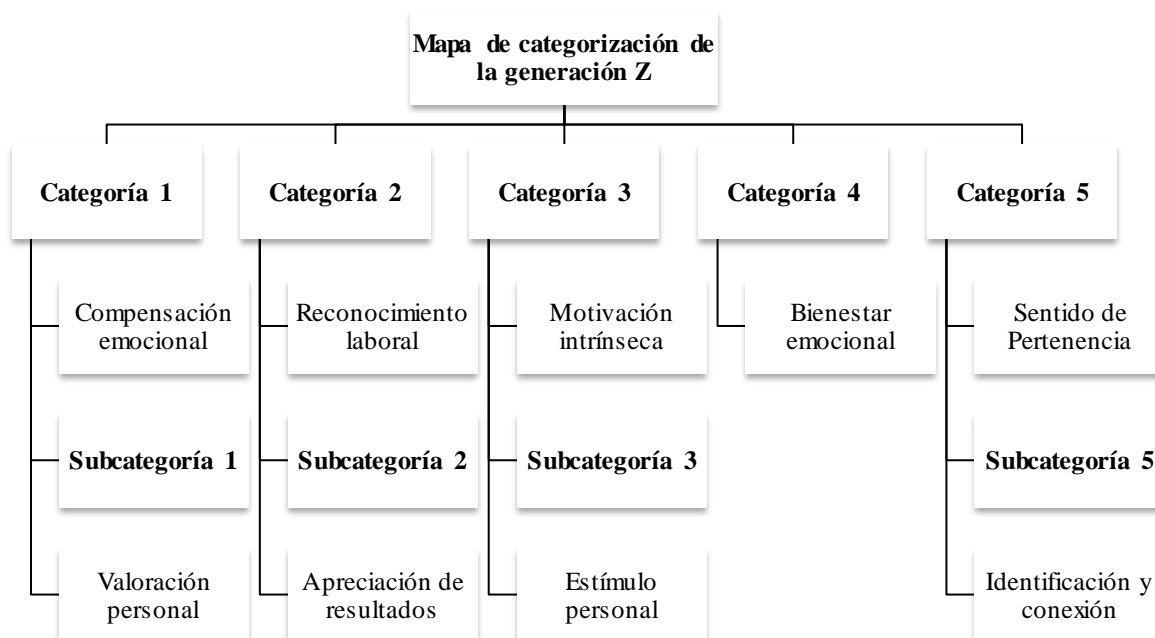 Mapa de categorización de
la generación Z
Categoría 1
Compensación
emocional
Subcategoría 1
Valoración
personal
Categoría 2
Reconocimiento
laboral
Subcategoría 2
Apreciación de
resultados
Categoría 3
Motivación
intrínseca
Subcategoría 3
Estímulo
personal
Categoría 4
Bienestar
emocional
Categoría 5
Sentido de
Pertenencia
Subcategoría 5
Identificación y
conexión